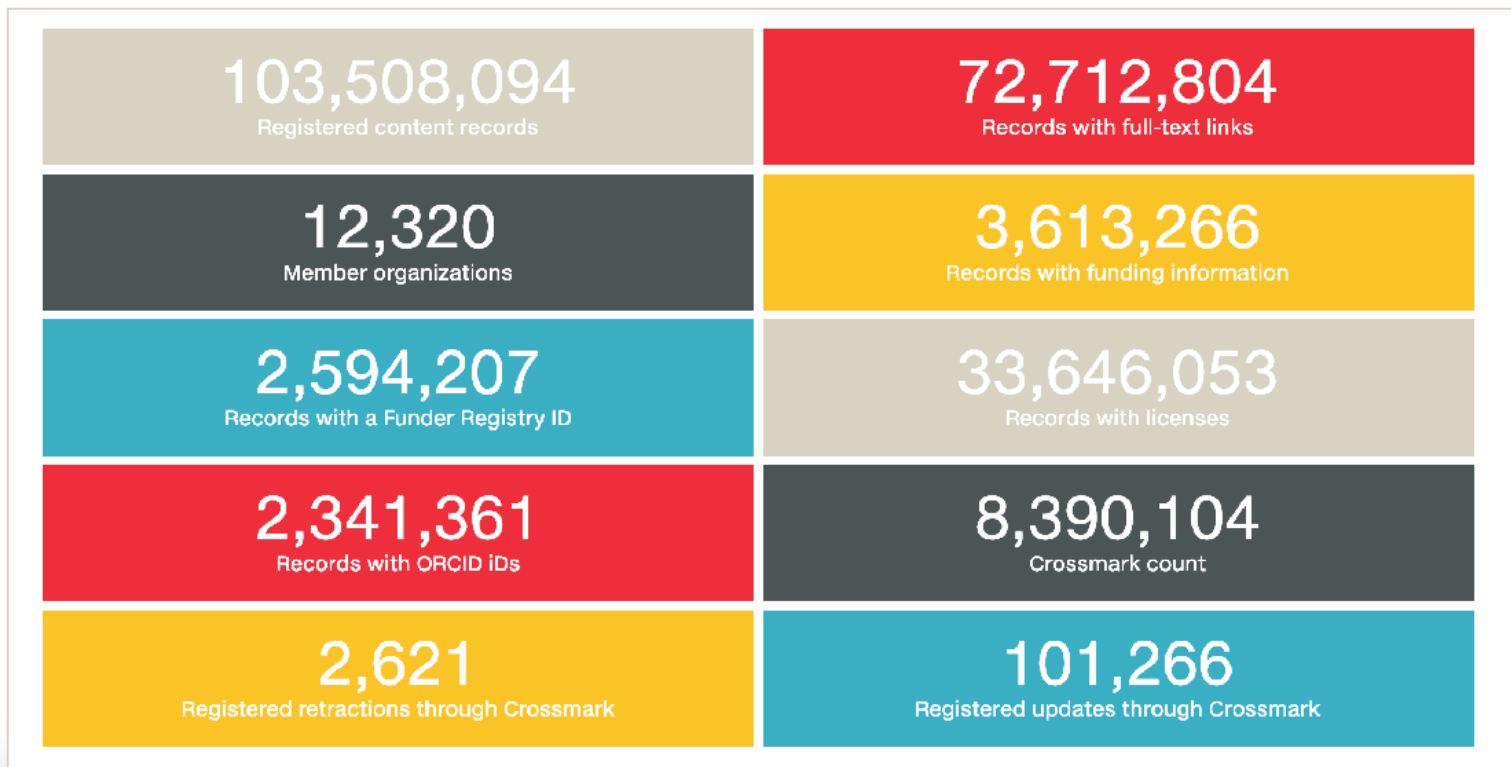 103,508,094
Registered content records
72,712,804
Records with full-text links
12,320
Member organizations
3,613,266
Records with funding information
2,594,207
Records with a Funder Registry ID
33,646,053
Records with licenses
2,341,361
Records with ORCID iDs
8,390,104
Crossmark count
2,621
Registered retractions through Crossmark
101,266
Registered updates through Crossmark